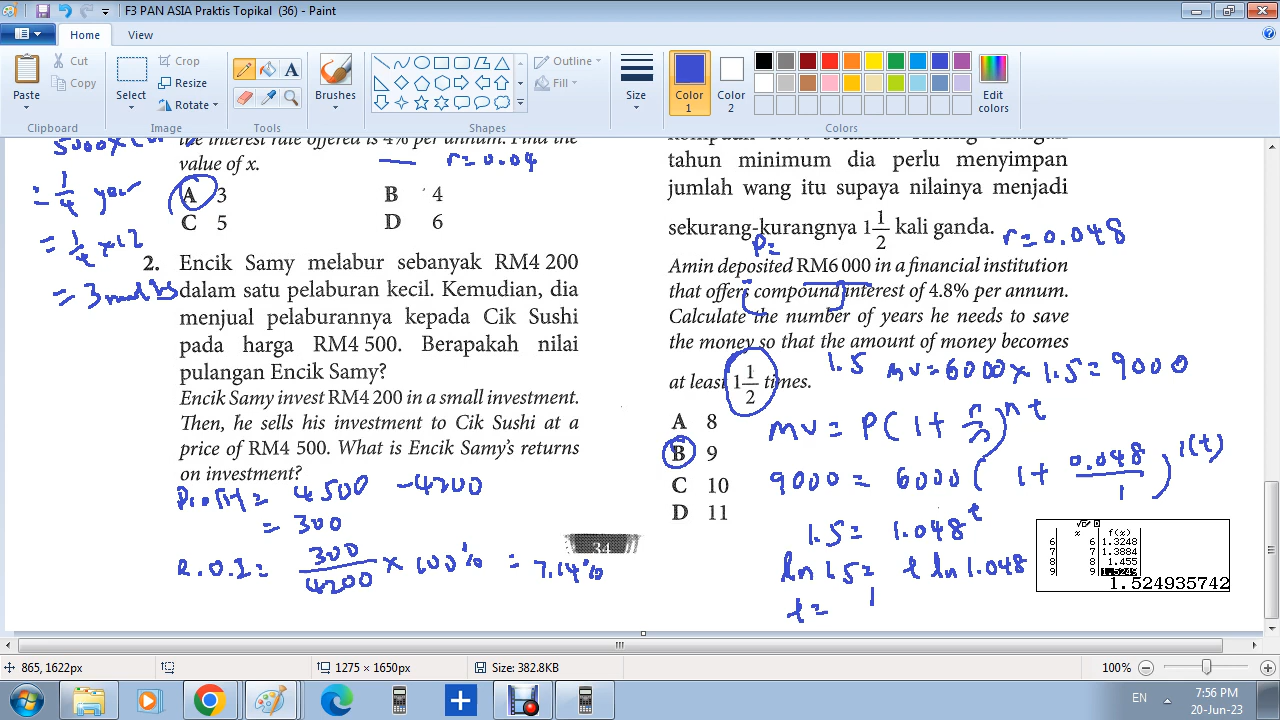 F3 PAN ASIA Praktis Topikal (36) - Paint
Home View
Paste
Cut
Copy
Clipboard
Select
Crop
Resize
Rotate
Image
Tools
Brushes
Outline
Fill
Shapes
Size
Color 1
Color 2
Edit colors
Colors
the interest rate offered is 4% per annum. Find the
value of x.
r=0.04
= 1/4 year
A 3 B 4
C 5 D 6
= 1/4 x 12
= 3 months
2. Encik Samy melabur sebanyak RM4 200
dalam satu pelaburan kecil. Kemudian, dia
menjual pelaburannya kepada Cik Sushi
pada harga RM4 500. Berapakah nilai
pulangan Encik Samy?
Encik Samy invest RM4 200 in a small investment.
Then, he sells his investment to Cik Sushi at a
price of RM4 500. What is Encik Samy's returns
on investment?
Profit = 4500 -4200
= 300
R.O.I = 300/4200 x 100% = 7.14%
34
tahun minimum dia perlu menyimpan
jumlah wang itu supaya nilainya menjadi
sekurang-kurangnya 1 1/2 kali ganda.
r=0.048
P=
Amin deposited RM6 000 in a financial institution
that offers compound interest of 4.8% per annum.
Calculate the number of years he needs to save
the money so that the amount of money becomes
at least 1 1/2 times.
1.5 MV=6000 x 1.5=9000
A 8
B 9
C 10
D 11
MV = P(1+ r/n)^nt
9000 = 6000 (1+ 0.048/1)^1(t)
1.5= 1.048^t
ln 1.5= t ln 1.048
t= 1
x f(x)
6 6 1.3248
7 7 1.3884
8 8 1.455
9 9
1.524935742
865, 1622px
1275 × 1650px
Size: 382.8KB
100%
EN
7:56 PM
20-Jun-23